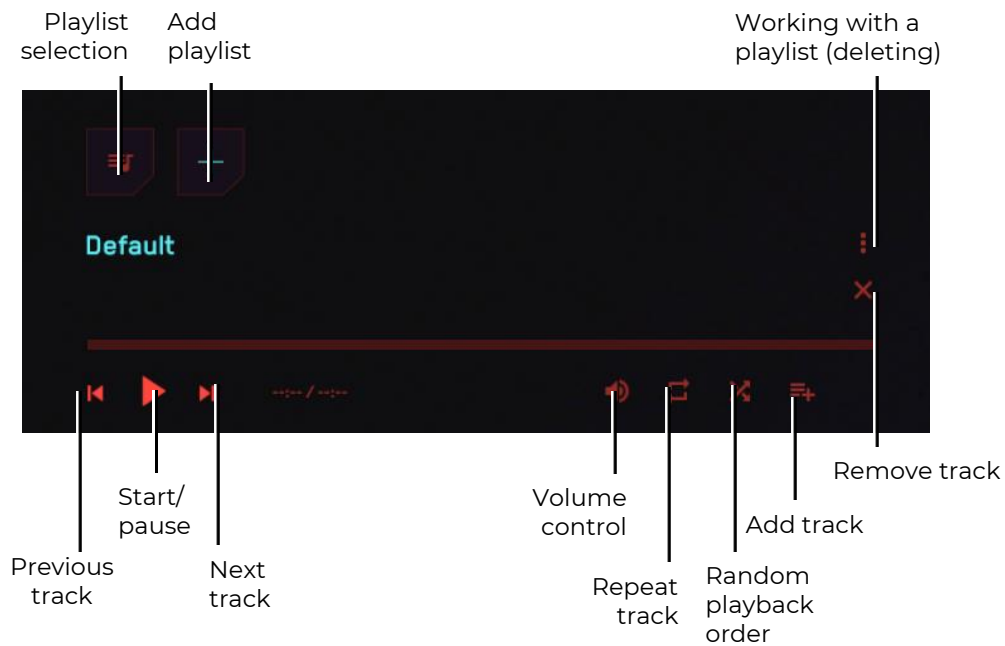 Playlist
selection
Add
playlist
Working with a
playlist (deleting)
Default
--:-- / --:--
Remove track
Start/
pause
Volume
control
Add track
Previous
track
Next
track
Repeat
track
Random
playback
order